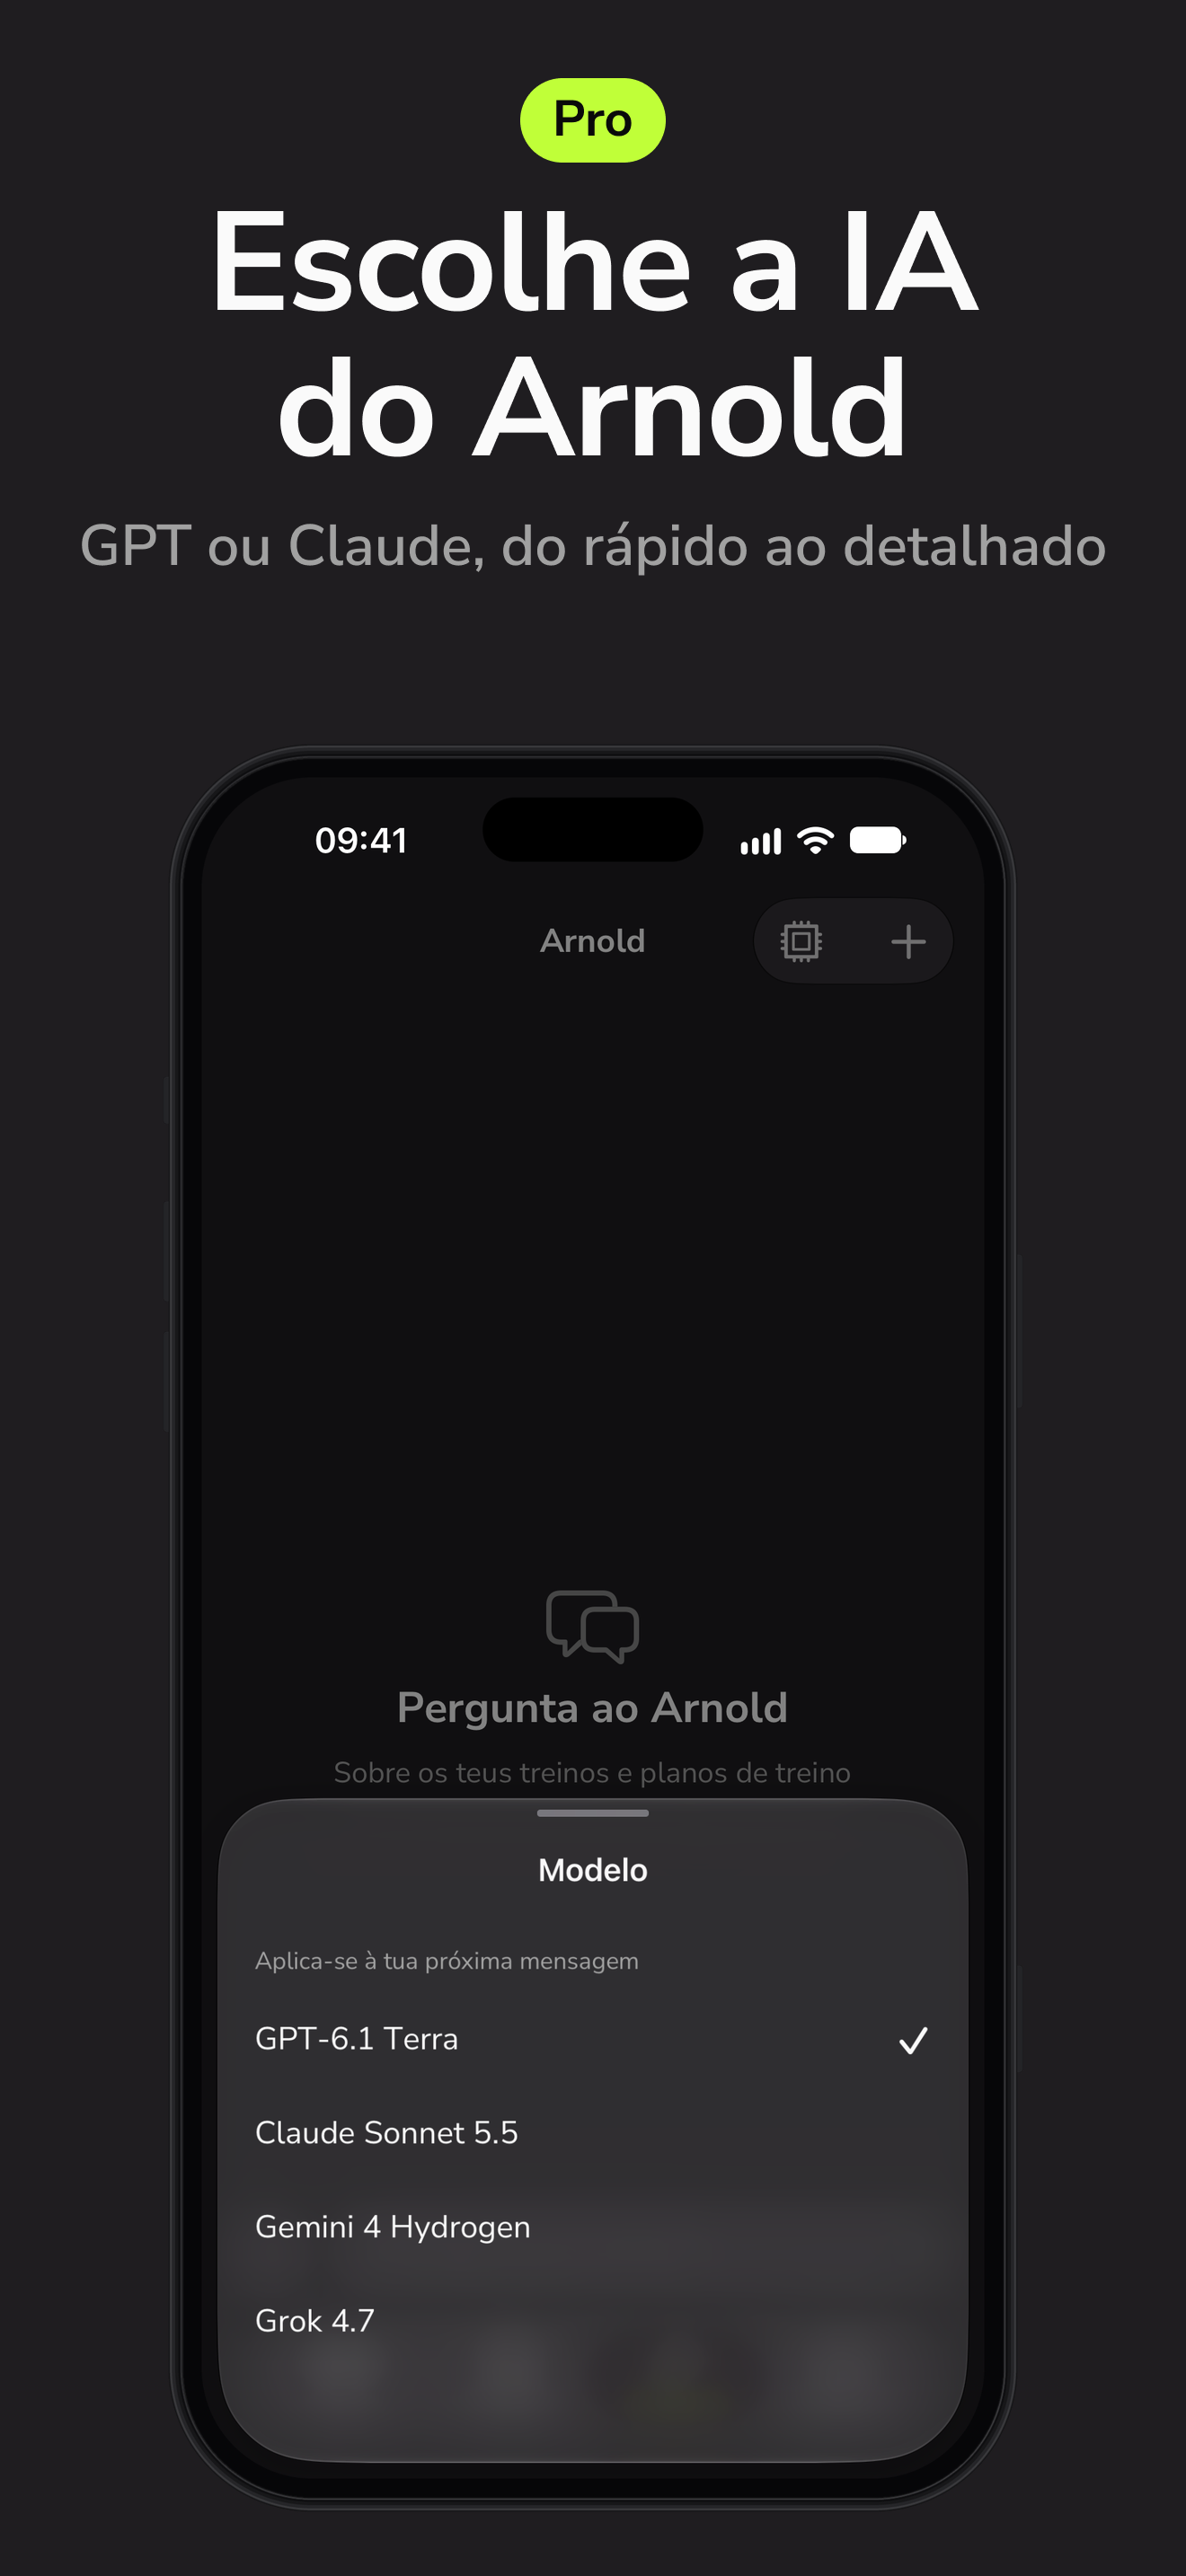 Pro
Escolhe a IA
do Arnold
GPT ou Claude, do rápido ao detalhado
09:41
Arnold
Pergunta ao Arnold
Sobre os teus treinos e planos de treino
Modelo
Aplica-se à tua próxima mensagem
GPT-6.1 Terra
Claude Sonnet 5.5
Gemini 4 Hydrogen
Grok 4.7